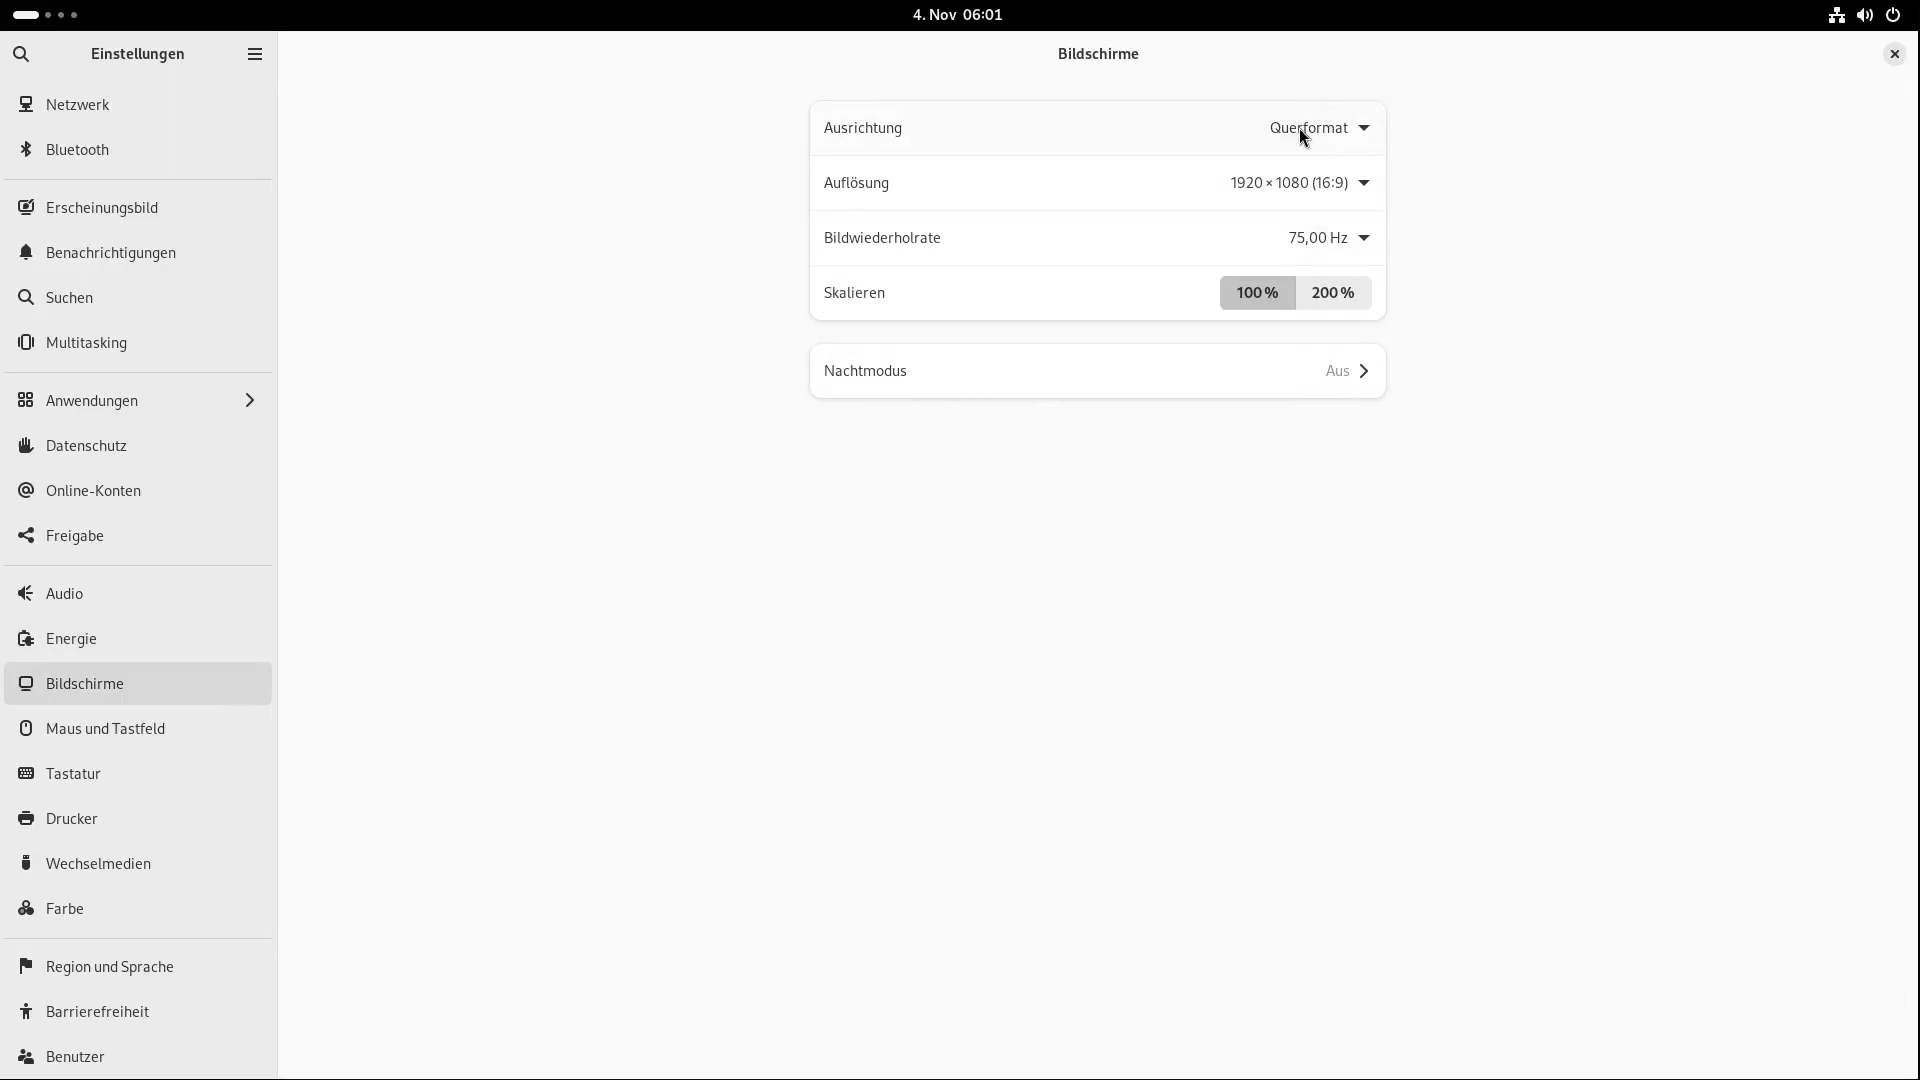 4. Nov 06:01
Einstellungen
Netzwerk
Bluetooth
Erscheinungsbild
Benachrichtigungen
Suchen
Multitasking
Anwendungen
Datenschutz
Online-Konten
Freigabe
Audio
Energie
Bildschirme
Maus und Tastfeld
Tastatur
Drucker
Wechselmedien
Farbe
Region und Sprache
Barrierefreiheit
Benutzer
Bildschirme
Ausrichtung Querformat
Auflösung 1920 × 1080 (16:9)
Bildwiederholrate 75,00 Hz
Skalieren 100 % 200 %
Nachtmodus Aus